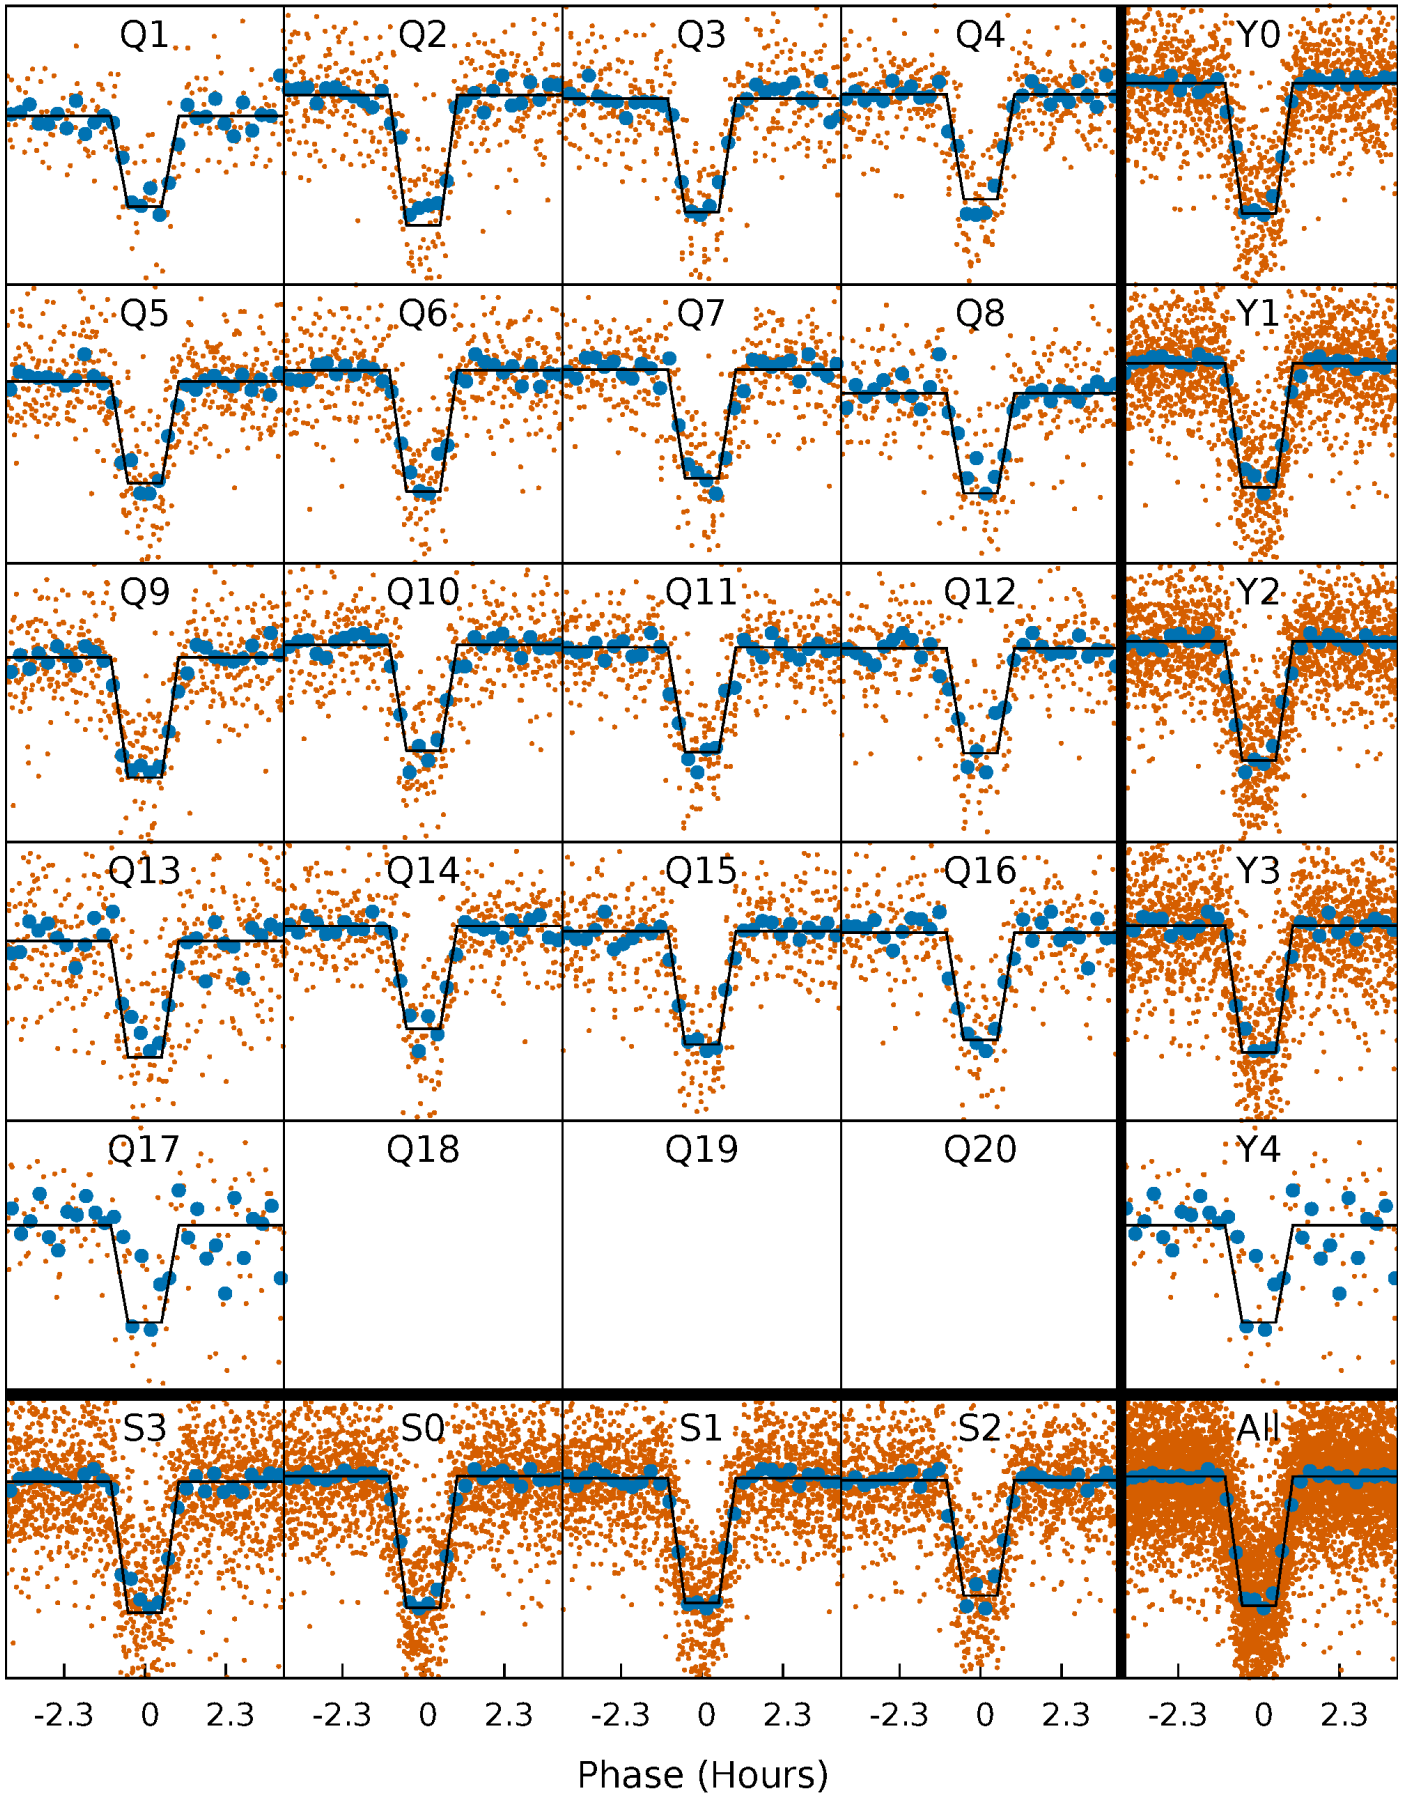 Q1 Q2 Q3 Q4 Y0
Q5 Q6 Q7 Q8 Y1
Q9 Q10 Q11 Q12 Y2
Q13 Q14 Q15 Q16 Y3
Q17 Q18 Q19 Q20 Y4
S3 S0 S1 S2 All
-2.3 0 2.3 -2.3 0 2.3 -2.3 0 2.3 -2.3 0 2.3 -2.3 0 2.3
Phase (Hours)